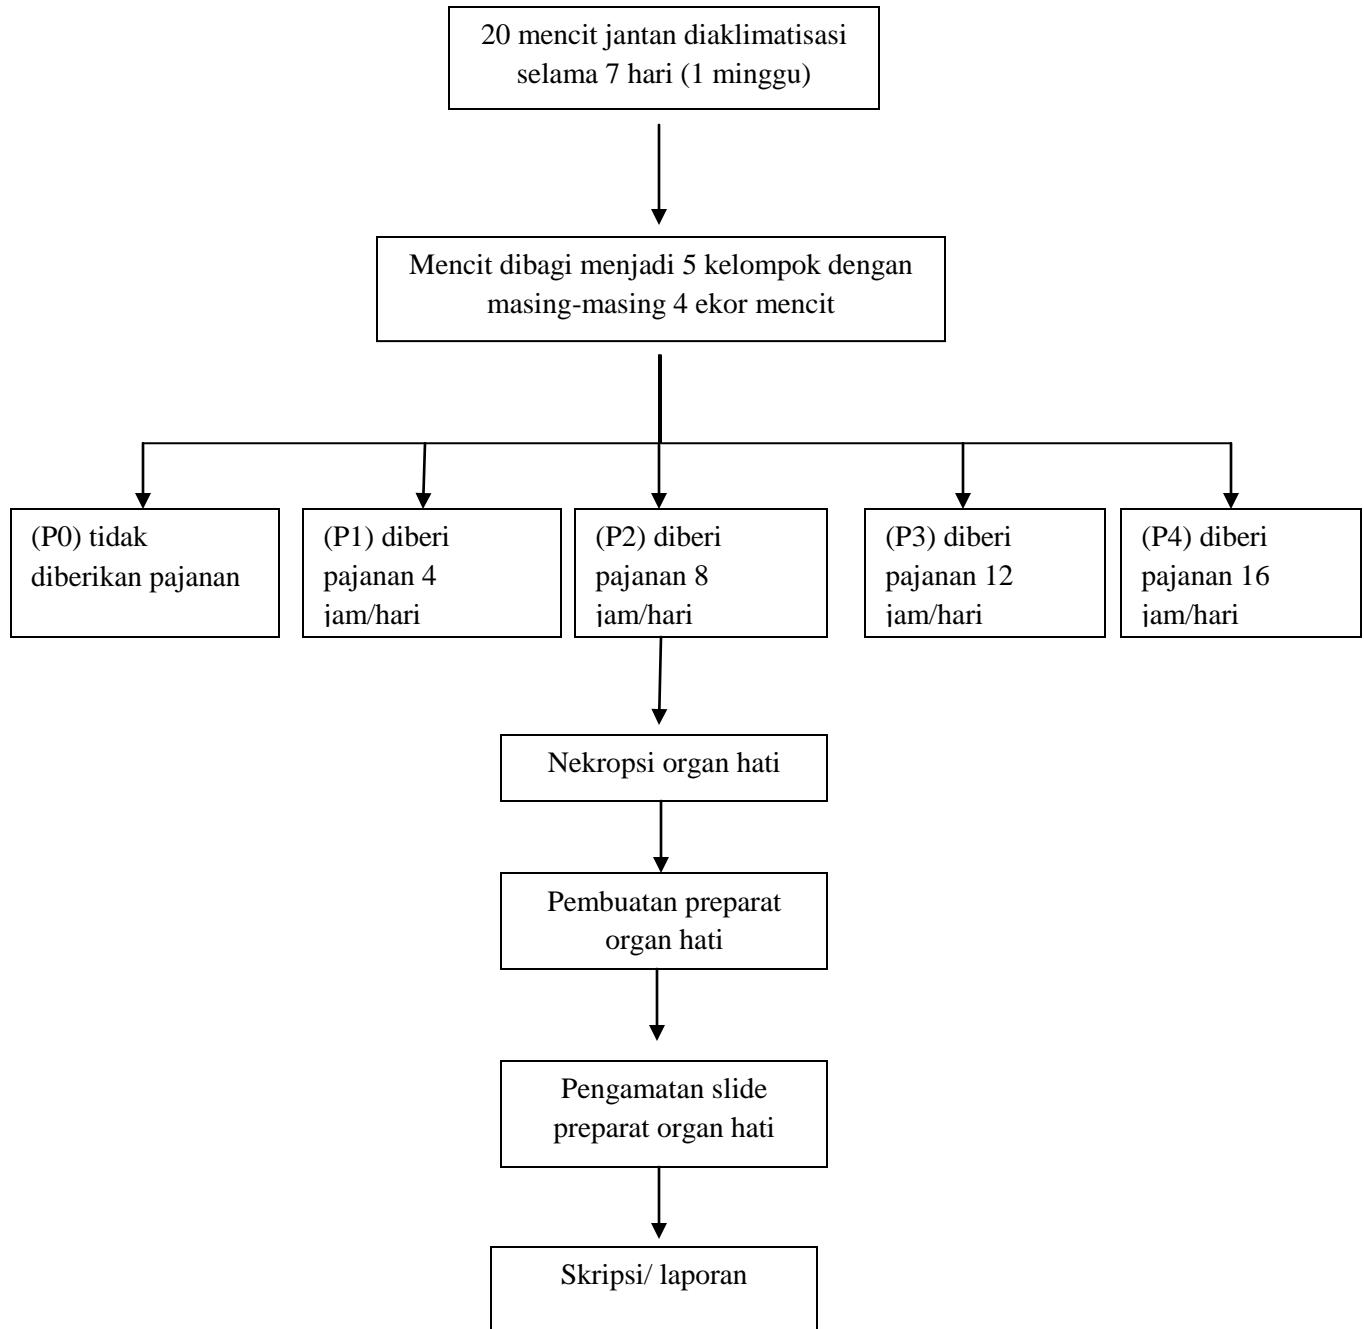 20 mencit jantan diaklimatisasi
selama 7 hari (1 minggu)
Mencit dibagi menjadi 5 kelompok dengan
masing-masing 4 ekor mencit
(P0) tidak
diberikan pajanan
(P1) diberi
pajanan 4
jam/hari
(P2) diberi
pajanan 8
jam/hari
(P3) diberi
pajanan 12
jam/hari
(P4) diberi
pajanan 16
jam/hari
Nekropsi organ hati
Pembuatan preparat
organ hati
Pengamatan slide
preparat organ hati
Skripsi/ laporan